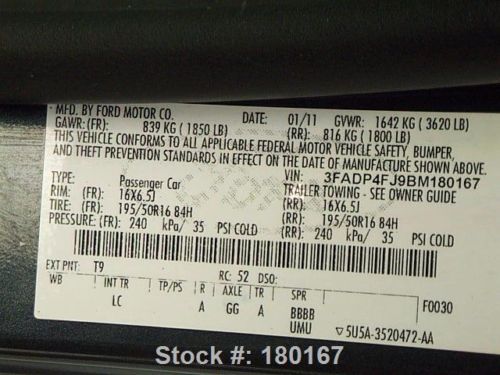 MFD. BY FORD MOTOR CO. DATE: 01/11 GVWR: 1642 KG ( 3620 LB)
GAWR: (FR): 839 KG ( 1850 LB) (RR): 816 KG ( 1800 LB)
THIS VEHICLE CONFORMS TO ALL APPLICABLE FEDERAL MOTOR VEHICLE SAFETY, BUMPER,
AND THEFT PREVENTION STANDARDS IN EFFECT ON THE DATE OF MANUFACTURE SHOWN ABOVE.
VIN: 3FADP4FJ9BM180167
TYPE: Passenger Car TRAILER TOWING - SEE OWNER GUIDE
RIM: (FR): 16X6.5J (RR): 16X6.5J
TIRE: (FR): 195/50R16 84H (RR): 195/50R16 84H
PRESSURE: (FR): 240 kPa/ 35 PSI COLD (RR): 240 kPa/ 35 PSI COLD
EXT PNT: T9 RC: 52 DSO:
WB INT TR TP/PS R AXLE TR SPR F0030
LC A GG A BBBB
UMU ▽5U5A-3520472-AA
Stock #: 180167